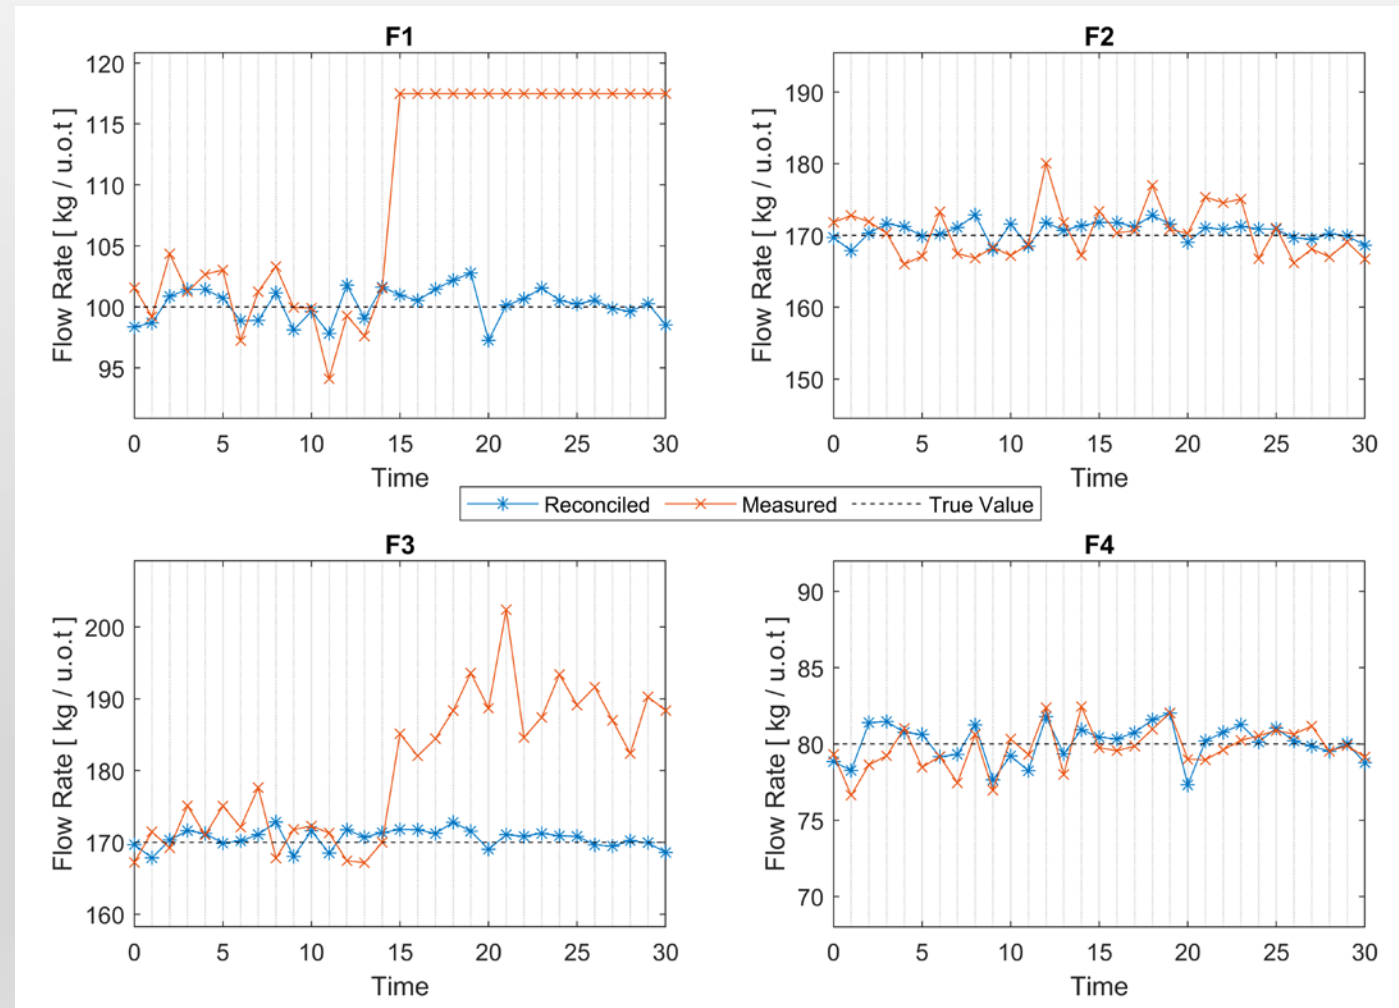 F1
120
115
110
105
100
95
0 5 10 15 20 25 30
Time
Flow Rate [ kg / u.o.t ]
F2
190
180
170
160
150
0 5 10 15 20 25 30
Time
Flow Rate [ kg / u.o.t ]
Reconciled Measured True Value
F3
200
190
180
170
160
0 5 10 15 20 25 30
Time
Flow Rate [ kg / u.o.t ]
F4
90
85
80
75
70
0 5 10 15 20 25 30
Time
Flow Rate [ kg / u.o.t ]